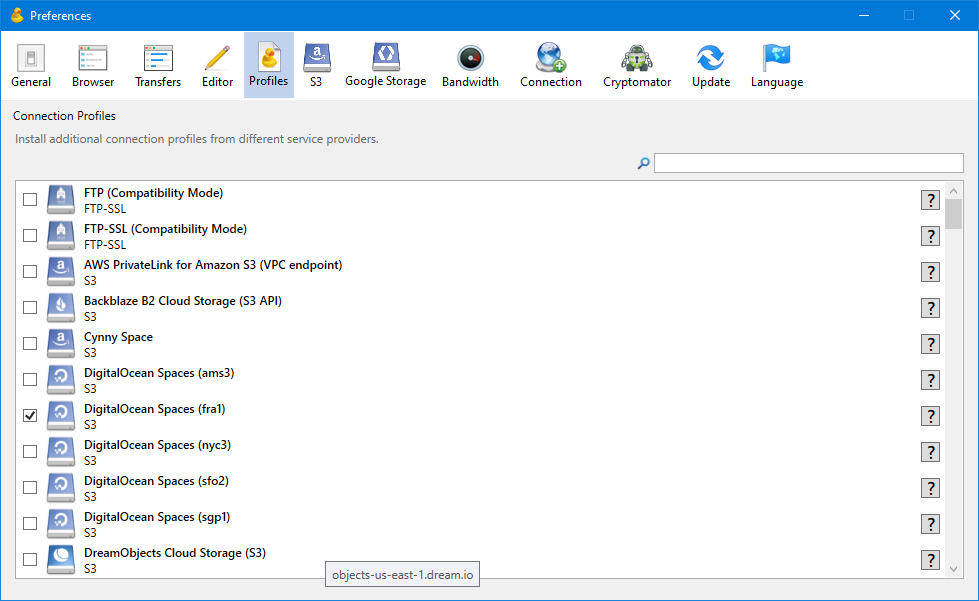 Preferences
General
Browser
Transfers
Editor
Profiles
S3
Google Storage
Bandwidth
Connection
Cryptomator
Update
Language
Connection Profiles
Install additional connection profiles from different service providers.
FTP (Compatibility Mode)
FTP-SSL
?
FTP-SSL (Compatibility Mode)
FTP-SSL
?
AWS PrivateLink for Amazon S3 (VPC endpoint)
S3
?
Backblaze B2 Cloud Storage (S3 API)
S3
?
Cynny Space
S3
?
DigitalOcean Spaces (ams3)
S3
?
DigitalOcean Spaces (fra1)
S3
?
DigitalOcean Spaces (nyc3)
S3
?
DigitalOcean Spaces (sfo2)
S3
?
DigitalOcean Spaces (sgp1)
S3
?
DreamObjects Cloud Storage (S3)
S3
?
objects-us-east-1.dream.io